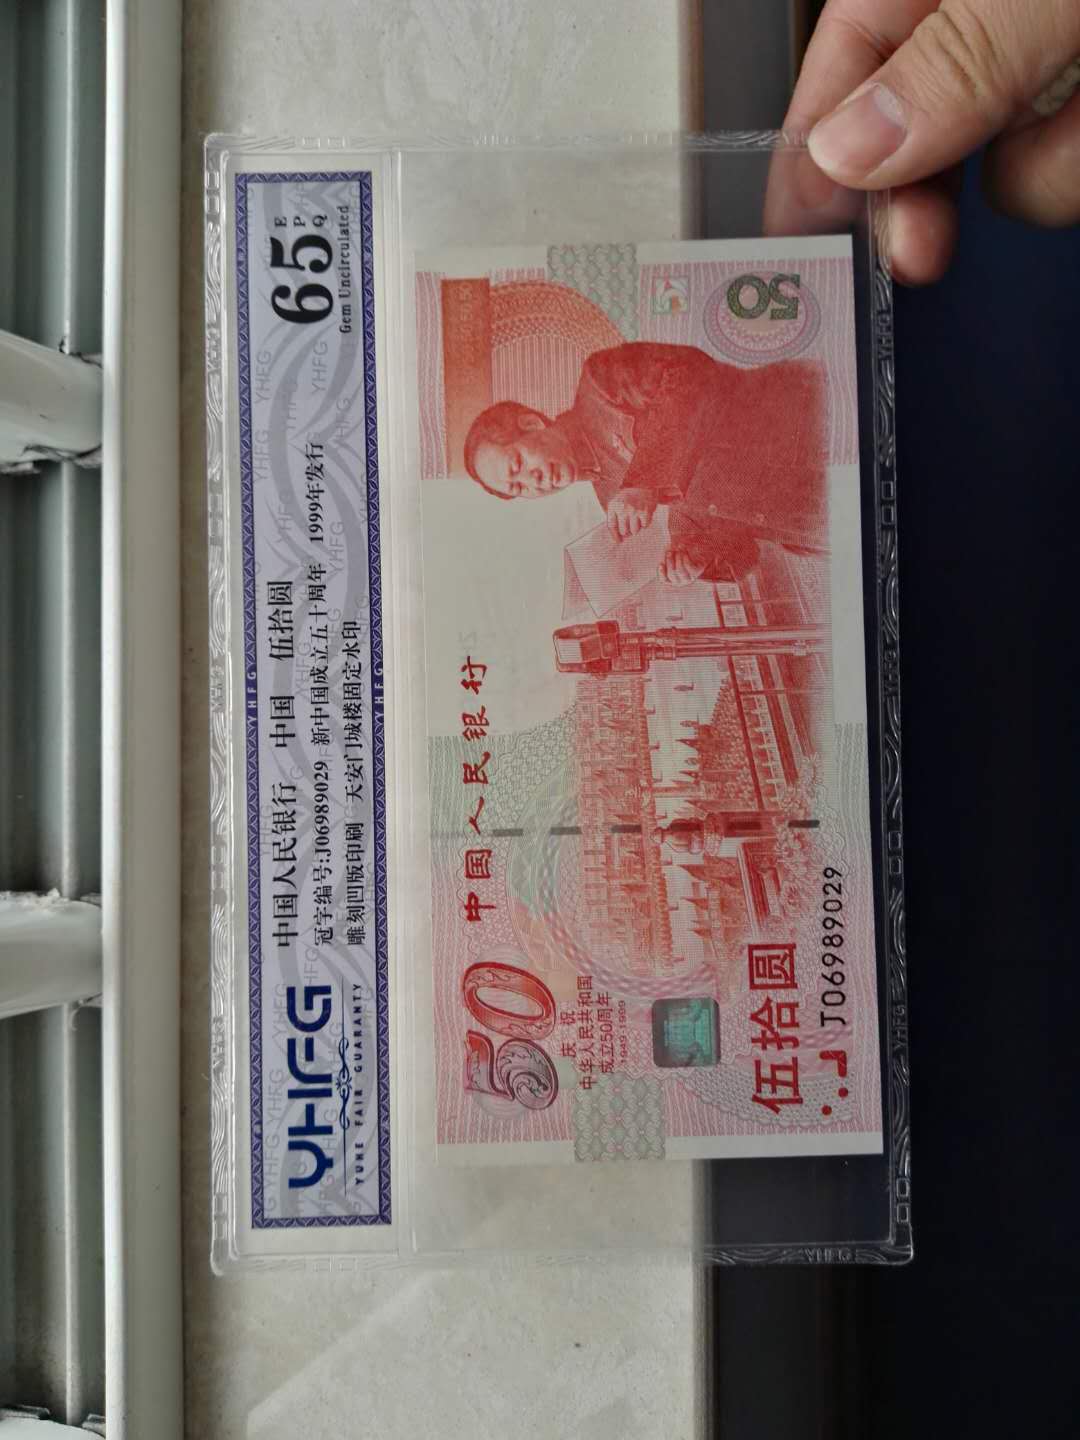 YHFG
YUHE FAIR GUARANTY
中国人民银行 中国 伍拾圆
冠字编号:J06989029 新中国成立五十周年 1999年发行
雕刻凹版印刷 天安门城楼固定水印
65
EPQ
Gem Uncirculated
50
中国人民银行
庆祝
中华人民共和国
成立50周年
1949-1999
伍拾圆
J06989029
50
YHFG